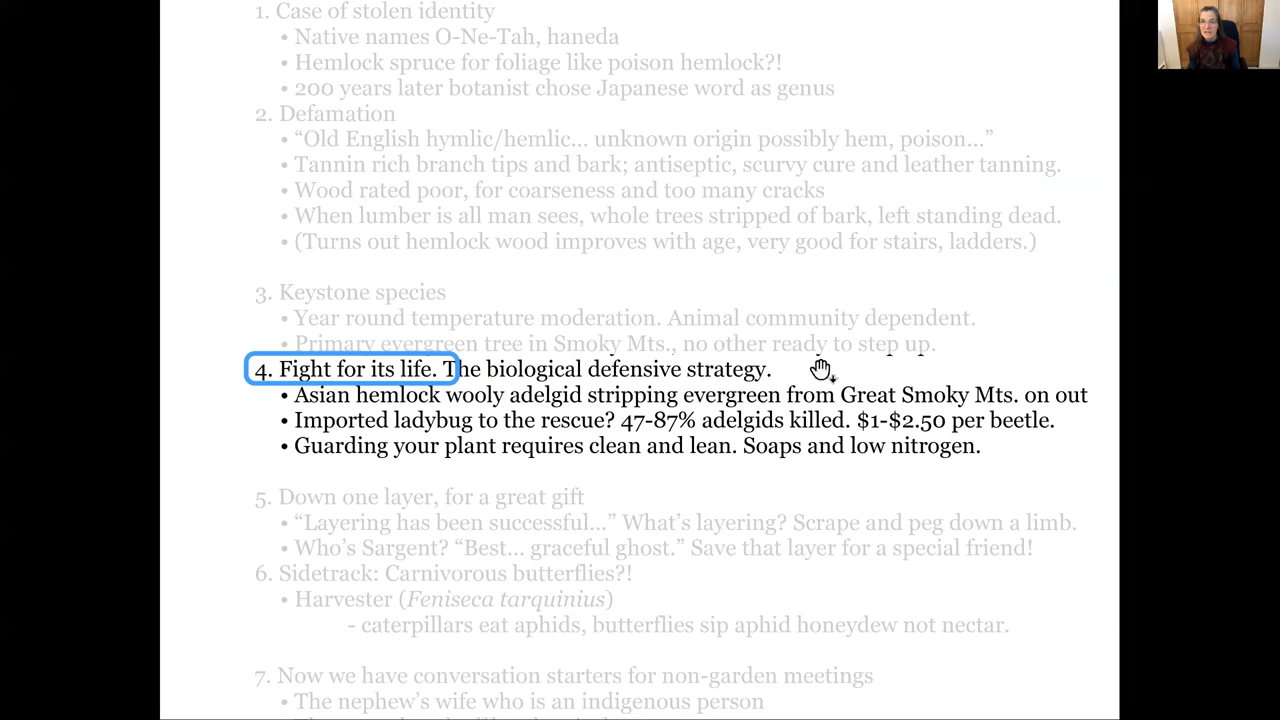 1. Case of stolen identity
• Native names O-Ne-Tah, haneda
• Hemlock spruce for foliage like poison hemlock?!
• 200 years later botanist chose Japanese word as genus
2. Defamation
• “Old English hymlic/hemlic... unknown origin possibly hem, poison...”
• Tannin rich branch tips and bark; antiseptic, scurvy cure and leather tanning.
• Wood rated poor, for coarseness and too many cracks
• When lumber is all man sees, whole trees stripped of bark, left standing dead.
• (Turns out hemlock wood improves with age, very good for stairs, ladders.)
3. Keystone species
• Year round temperature moderation. Animal community dependent.
• Primary evergreen tree in Smoky Mts., no other ready to step up.
4. Fight for its life. The biological defensive strategy.
• Asian hemlock wooly adelgid stripping evergreen from Great Smoky Mts. on out
• Imported ladybug to the rescue? 47-87% adelgids killed. $1-$2.50 per beetle.
• Guarding your plant requires clean and lean. Soaps and low nitrogen.
5. Down one layer, for a great gift
• “Layering has been successful...” What’s layering? Scrape and peg down a limb.
• Who’s Sargent? “Best... graceful ghost.” Save that layer for a special friend!
6. Sidetrack: Carnivorous butterflies?!
• Harvester (Feniseca tarquinius)
- caterpillars eat aphids, butterflies sip aphid honeydew not nectar.
7. Now we have conversation starters for non-garden meetings
• The nephew’s wife who is an indigenous person